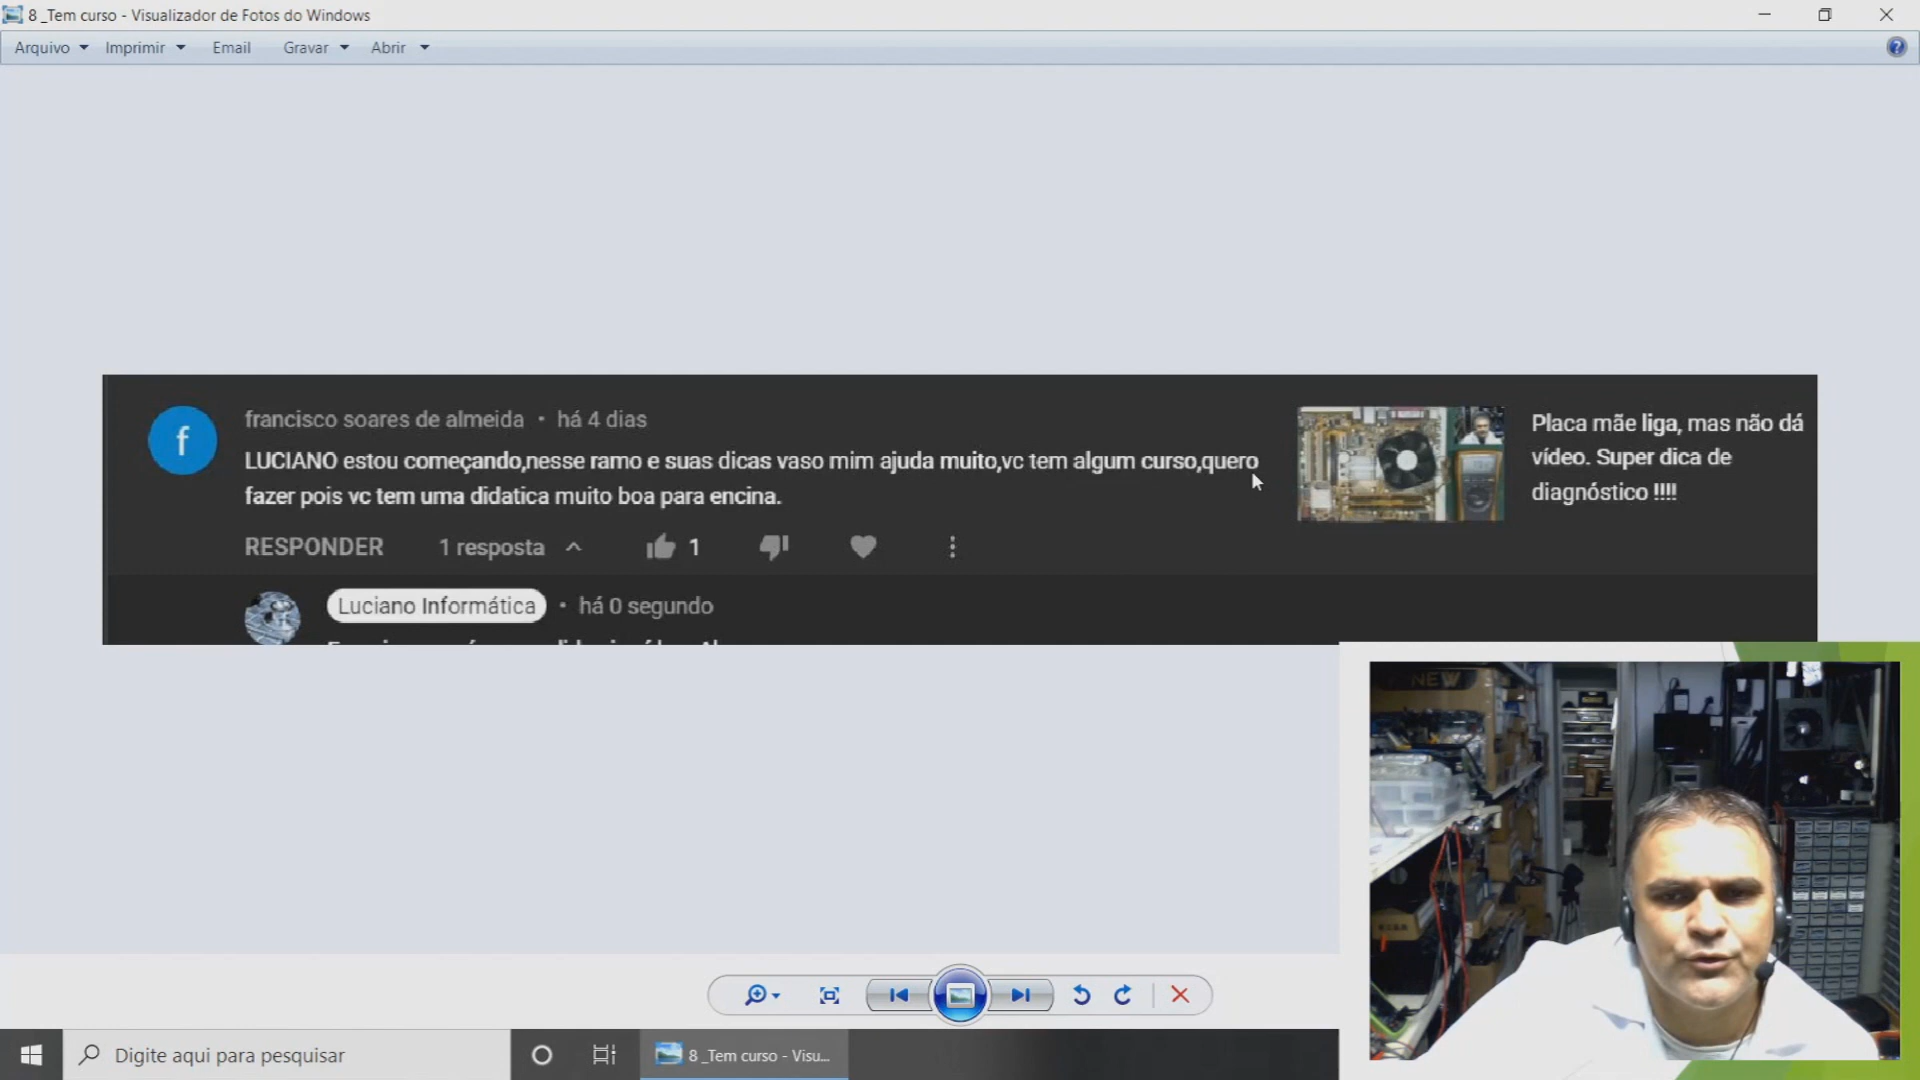 8 _Tem curso - Visualizador de Fotos do Windows
Arquivo Imprimir Email Gravar Abrir
francisco soares de almeida • há 4 dias
LUCIANO estou começando,nesse ramo e suas dicas vaso mim ajuda muito,vc tem algum curso,quero
fazer pois vc tem uma didatica muito boa para encina.
RESPONDER 1 resposta 1
Placa mãe liga, mas não dá
vídeo. Super dica de
diagnóstico !!!!
Luciano Informática • há 0 segundo
NEW
Digite aqui para pesquisar
8 _Tem curso - Visu...